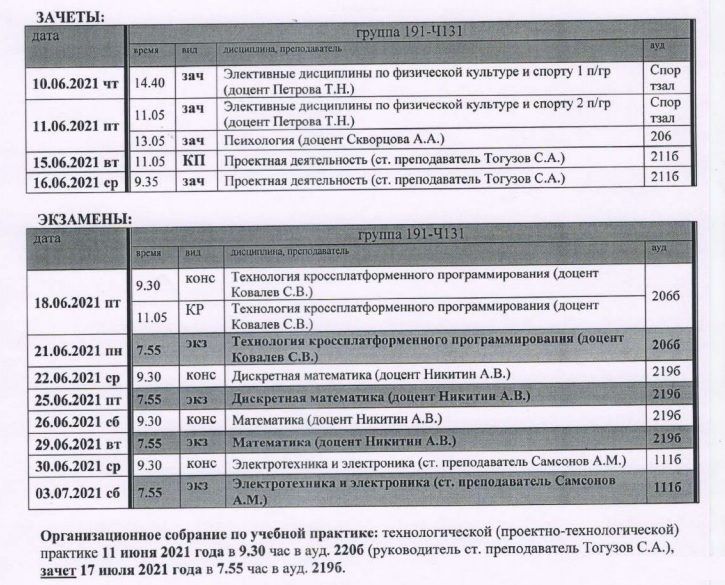 ЗАЧЕТЫ:
дата группа 191-Ч131
время вид дисциплина, преподаватель ауд
10.06.2021 чт 14.40 зач Элективные дисциплины по физической культуре и спорту 1 п/гр Спор
(доцент Петрова Т.Н.) тзал
11.06.2021 пт 11.05 зач Элективные дисциплины по физической культуре и спорту 2 п/гр Спор
(доцент Петрова Т.Н.) тзал
13.05 зач Психология (доцент Скворцова А.А.) 206
15.06.2021 вт 11.05 КП Проектная деятельность (ст. преподаватель Тогузов С.А.) 211б
16.06.2021 ср 9.35 зач Проектная деятельность (ст. преподаватель Тогузов С.А.) 211б
ЭКЗАМЕНЫ:
дата группа 191-Ч131
время вид дисциплина, преподаватель ауд
18.06.2021 пт 9.30 конс Технология кроссплатформенного программирования (доцент 206б
Ковалев С.В.)
11.05 КР Технология кроссплатформенного программирования (доцент
Ковалев С.В.)
21.06.2021 пн 7.55 экз Технология кроссплатформенного программирования (доцент 206б
Ковалев С.В.)
22.06.2021 ср 9.30 конс Дискретная математика (доцент Никитин А.В.) 219б
25.06.2021 пт 7.55 экз Дискретная математика (доцент Никитин А.В.) 219б
26.06.2021 сб 9.30 конс Математика (доцент Никитин А.В.) 219б
29.06.2021 вт 7.55 экз Математика (доцент Никитин А.В.) 219б
30.06.2021 ср 9.30 конс Электротехника и электроника (ст. преподаватель Самсонов А.М.) 111б
03.07.2021 сб 7.55 экз Электротехника и электроника (ст. преподаватель Самсонов 111б
А.М.)
Организационное собрание по учебной практике: технологической (проектно-технологической)
практике 11 июня 2021 года в 9.30 час в ауд. 220б (руководитель ст. преподаватель Тогузов С.А.),
зачет 17 июля 2021 года в 7.55 час в ауд. 219б.